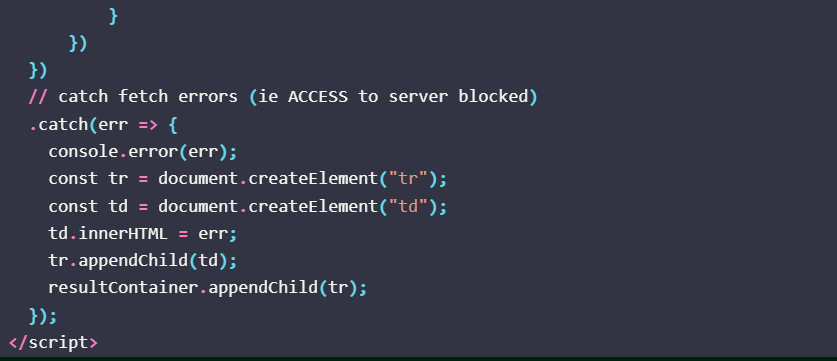 }
})
})
// catch fetch errors (ie ACCESS to server blocked)
.catch(err => {
console.error(err);
const tr = document.createElement("tr");
const td = document.createElement("td");
td.innerHTML = err;
tr.appendChild(td);
resultContainer.appendChild(tr);
});
</script>